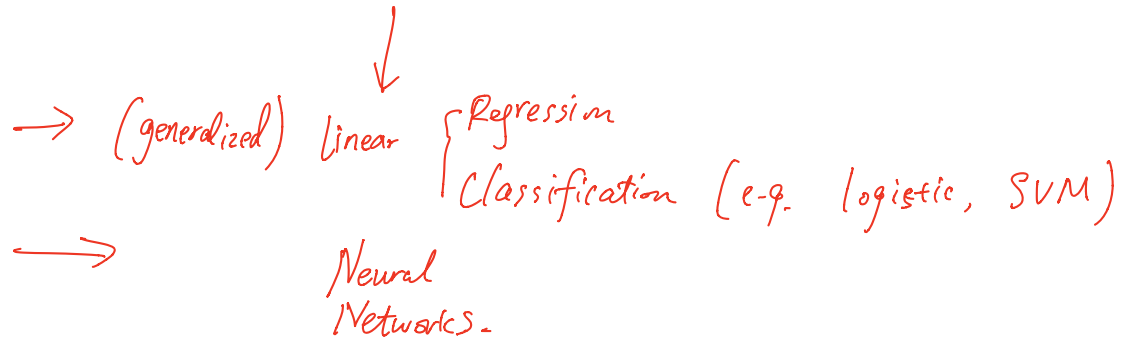 → (generalized) linear { Regression
Classification (e.g. logistic, SVM)
→ Neural
Networks.